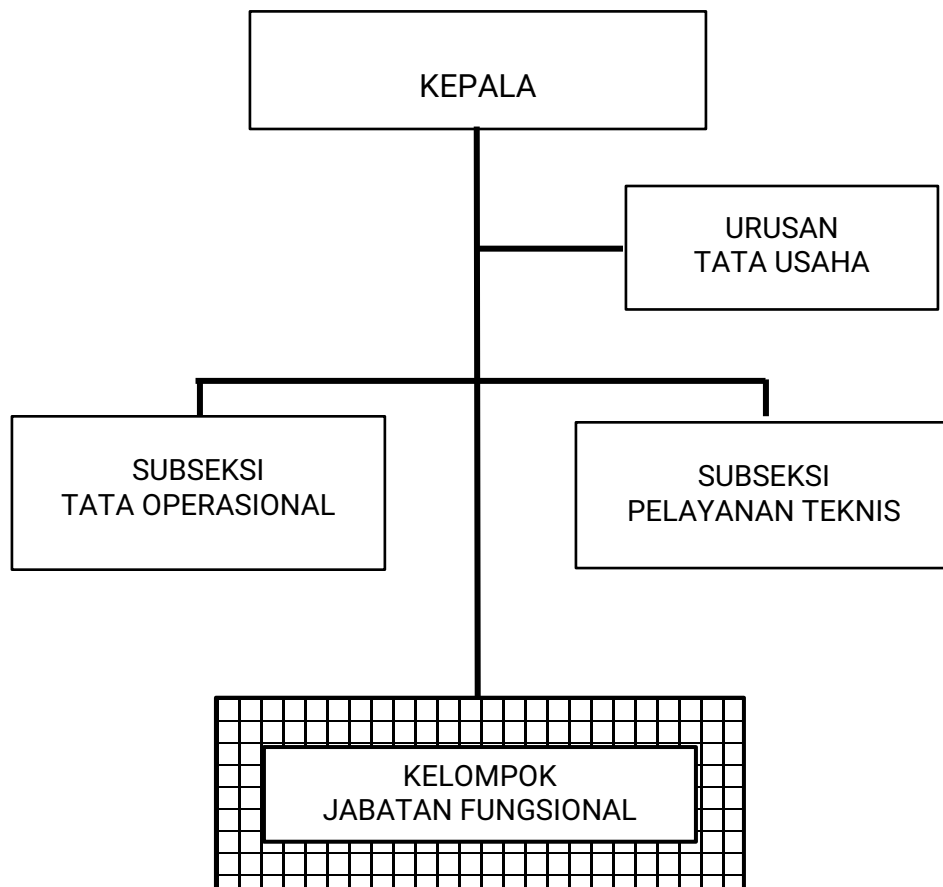 KEPALA
URUSAN
TATA USAHA
SUBSEKSI
TATA OPERASIONAL
SUBSEKSI
PELAYANAN TEKNIS
KELOMPOK
JABATAN FUNGSIONAL